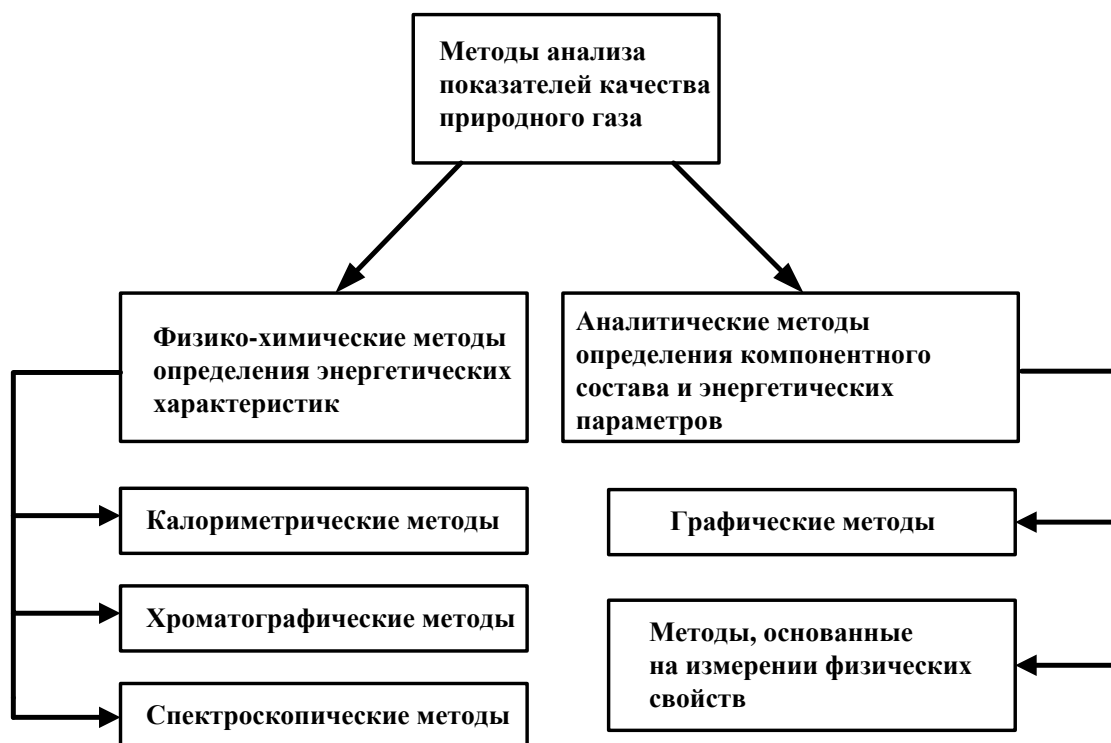 Методы анализа
показателей качества
природного газа
Физико-химические методы
определения энергетических
характеристик
Аналитические методы
определения компонентного
состава и энергетических
параметров
Калориметрические методы
Графические методы
Хроматографические методы
Методы, основанные
на измерении физических
свойств
Спектроскопические методы